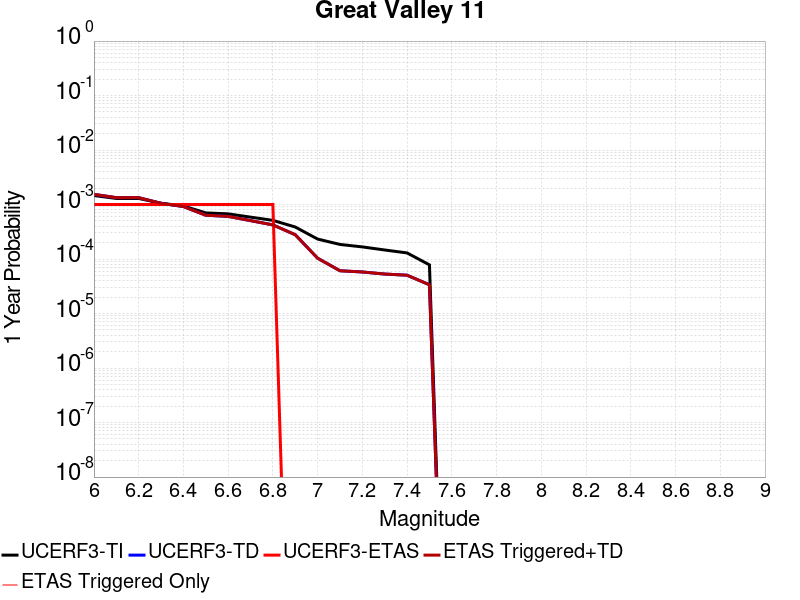 Great Valley 11
10^0
10^-1
10^-2
10^-3
10^-4
10^-5
10^-6
10^-7
10^-8
1 Year Probability
6 6.2 6.4 6.6 6.8 7 7.2 7.4 7.6 7.8 8 8.2 8.4 8.6 8.8 9
Magnitude
UCERF3-TI UCERF3-TD UCERF3-ETAS ETAS Triggered+TD
ETAS Triggered Only